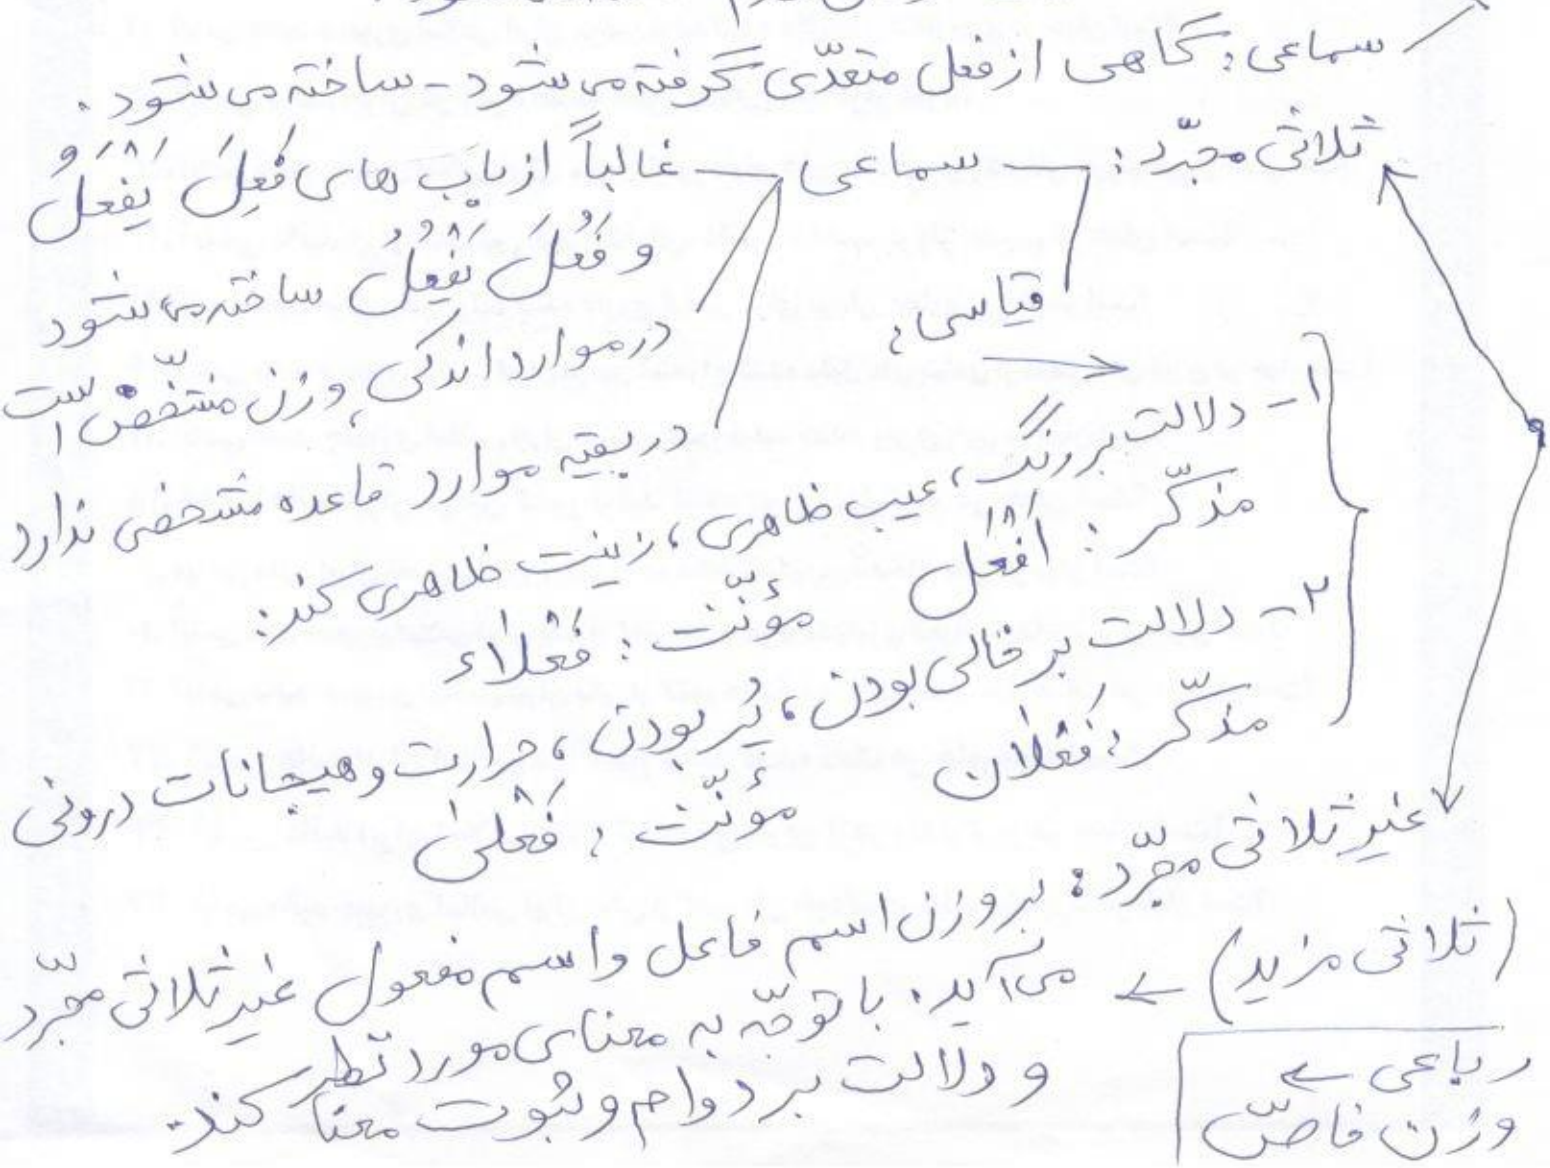 سماعی: گاهی از فعل متعدّی گرفته می شود - ساخته می شود.
ثلاثی مجرّد:
سماعی
غالباً از باب های فَعِلَ یَفْعَلُ
و فَعُلَ یَفْعُلُ ساخته می شود
در موارد اندکی، وزن مشخّص است
در بقیه موارد قاعده مشخصی ندارد
قیاسی:
۱- دلالت بر رنگ، عیب ظاهری، زینت ظاهری کند:
مذکّر: أَفْعَل مؤنّث: فَعْلاء
۲- دلالت بر خالی بودن، پُر بودن، حرارت و هیجانات درونی
مذکّر: فَعْلان مؤنّث: فَعْلیٰ
غیر ثلاثی مجرّد: بر وزن اسم فاعل و اسم مفعول غیر ثلاثی مجرّد
(ثلاثی مزید) ← می آید. با توجّه به معنای مورد نظر
و دلالت بر دوام و ثبوت معنا کند.
رباعی ←
وزن خاصّ